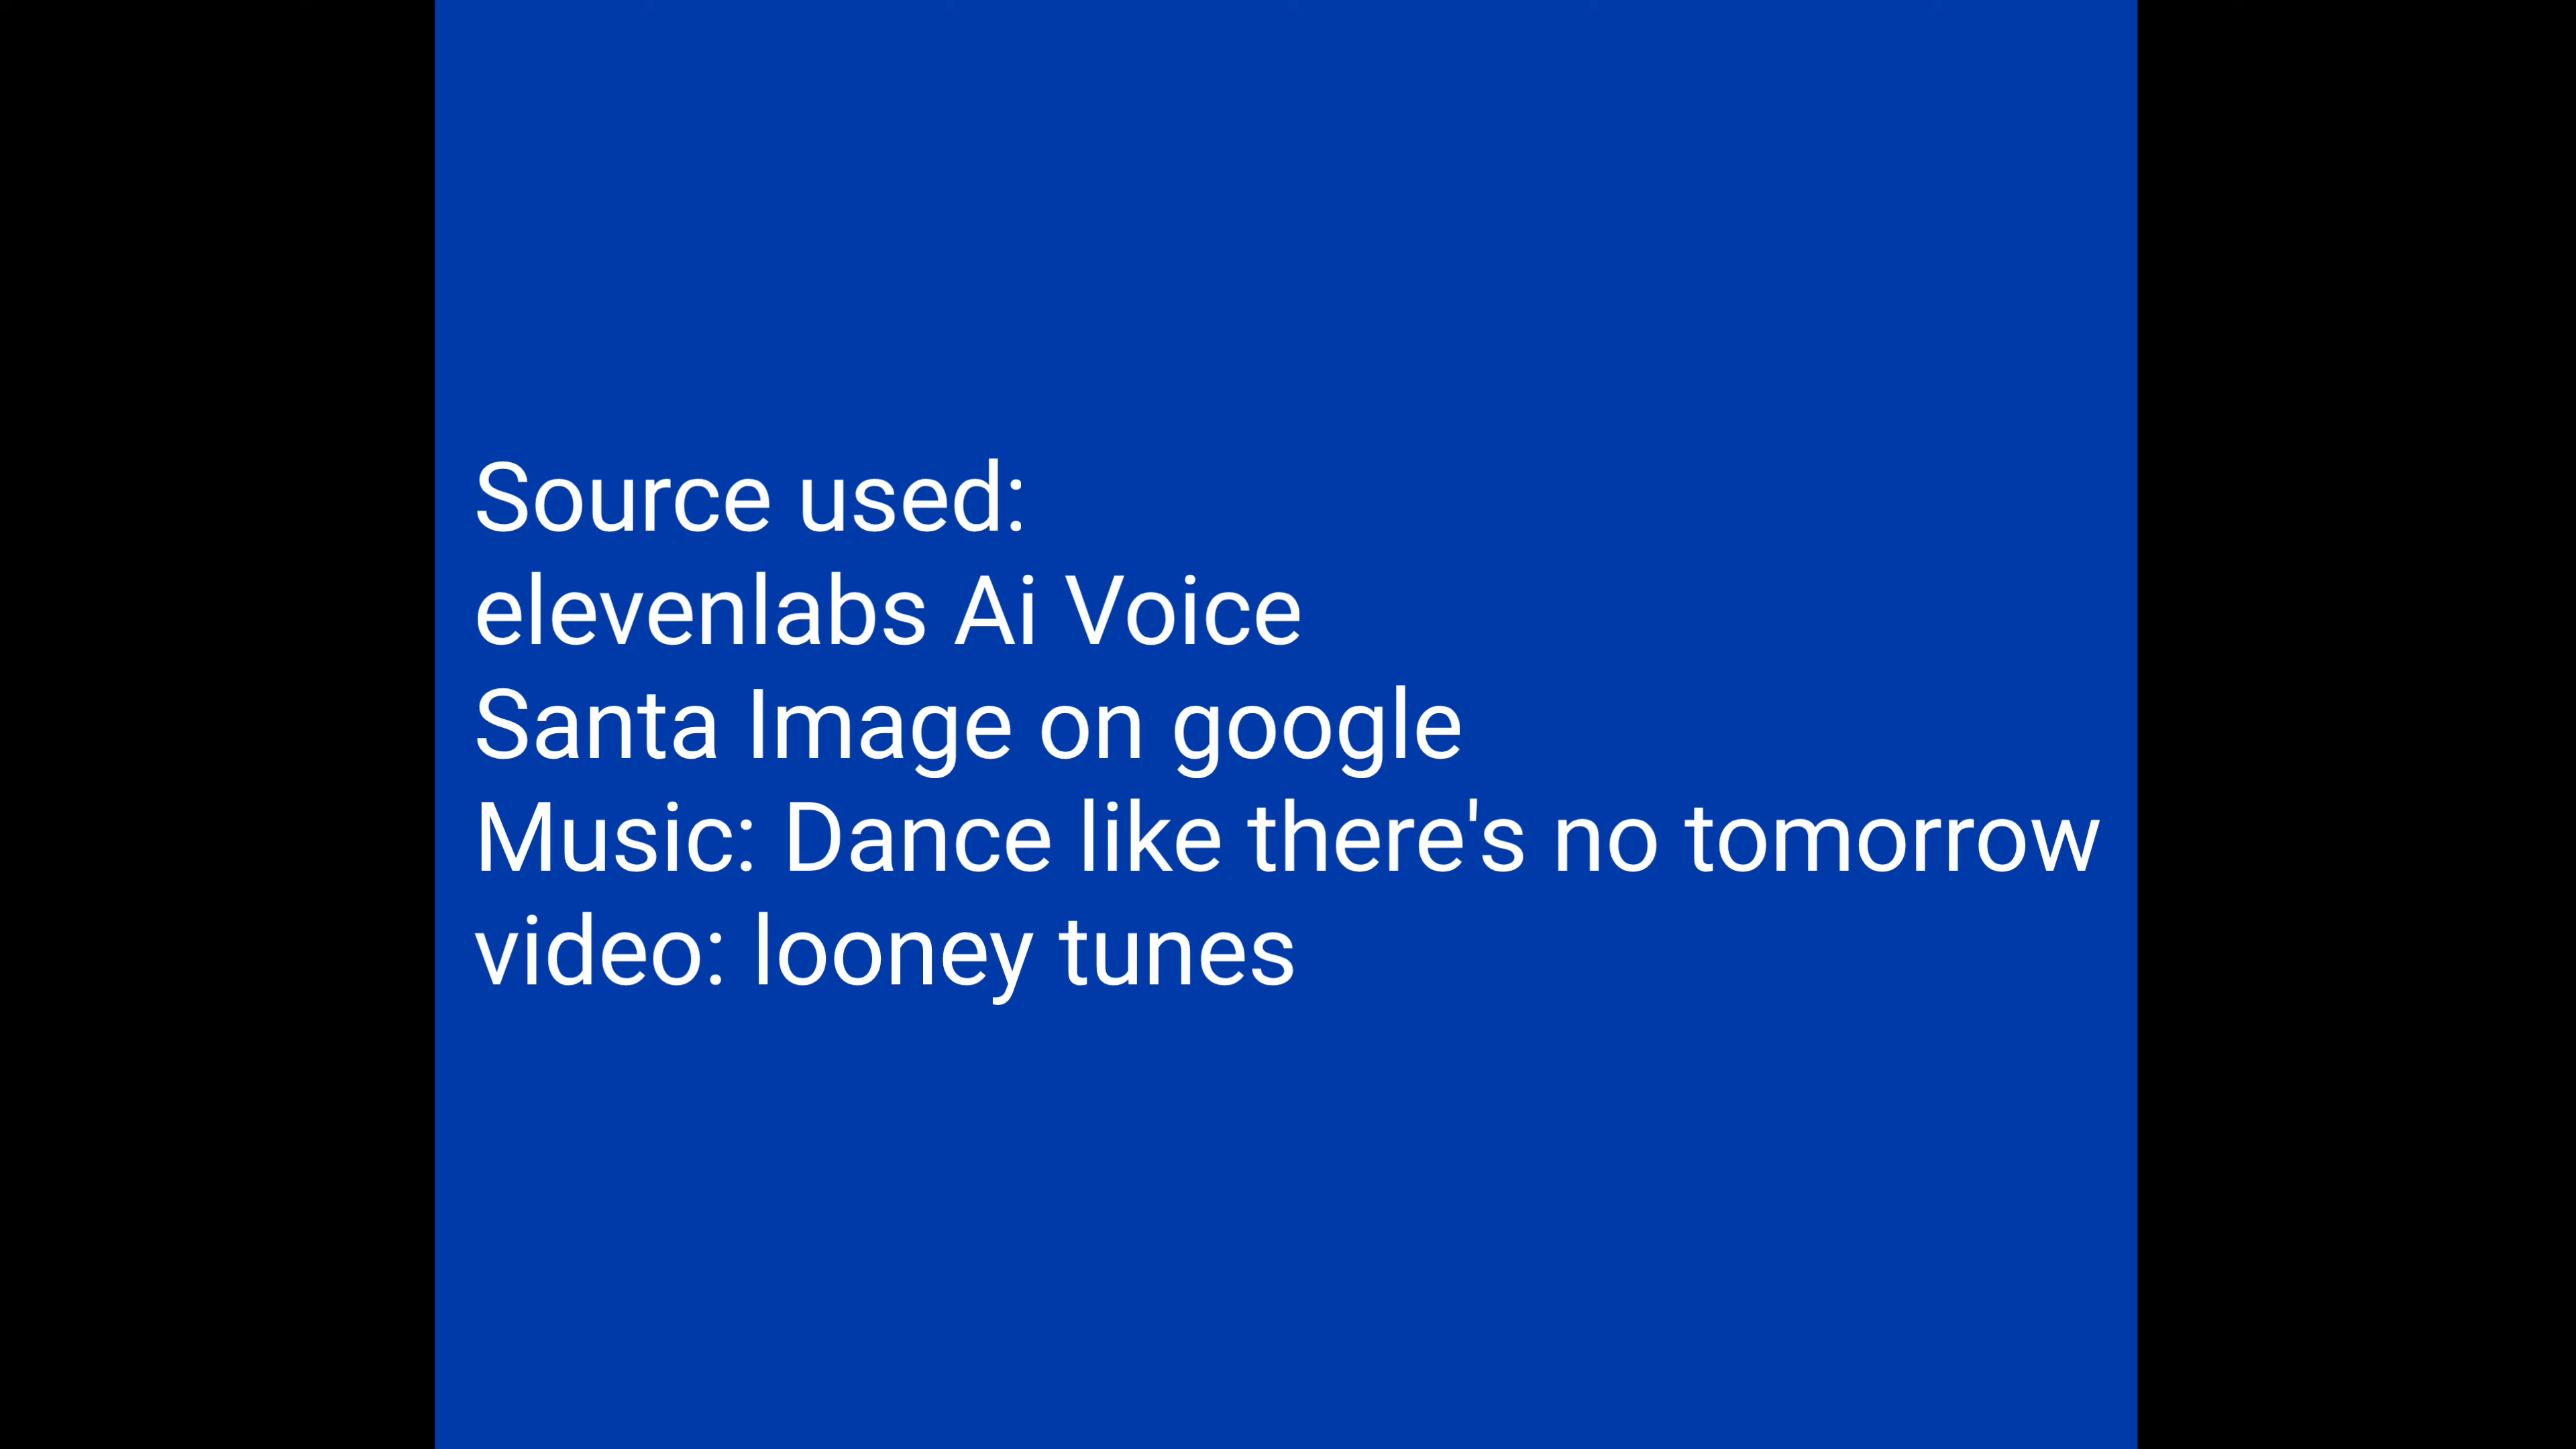 Source used:
elevenlabs Ai Voice
Santa Image on google
Music: Dance like there's no tomorrow
video: looney tunes